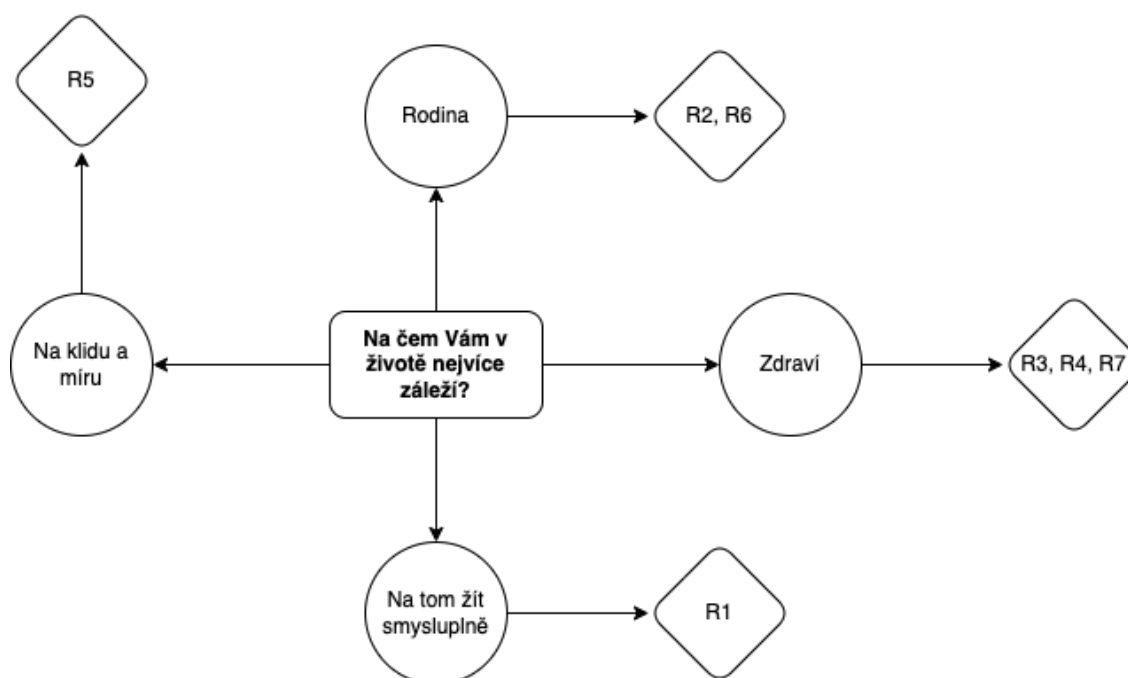 R5
Rodina
R2, R6
Na klidu a
míru
Na čem Vám v
životě nejvíce
záleží?
Zdraví
R3, R4, R7
Na tom žít
smysluplně
R1